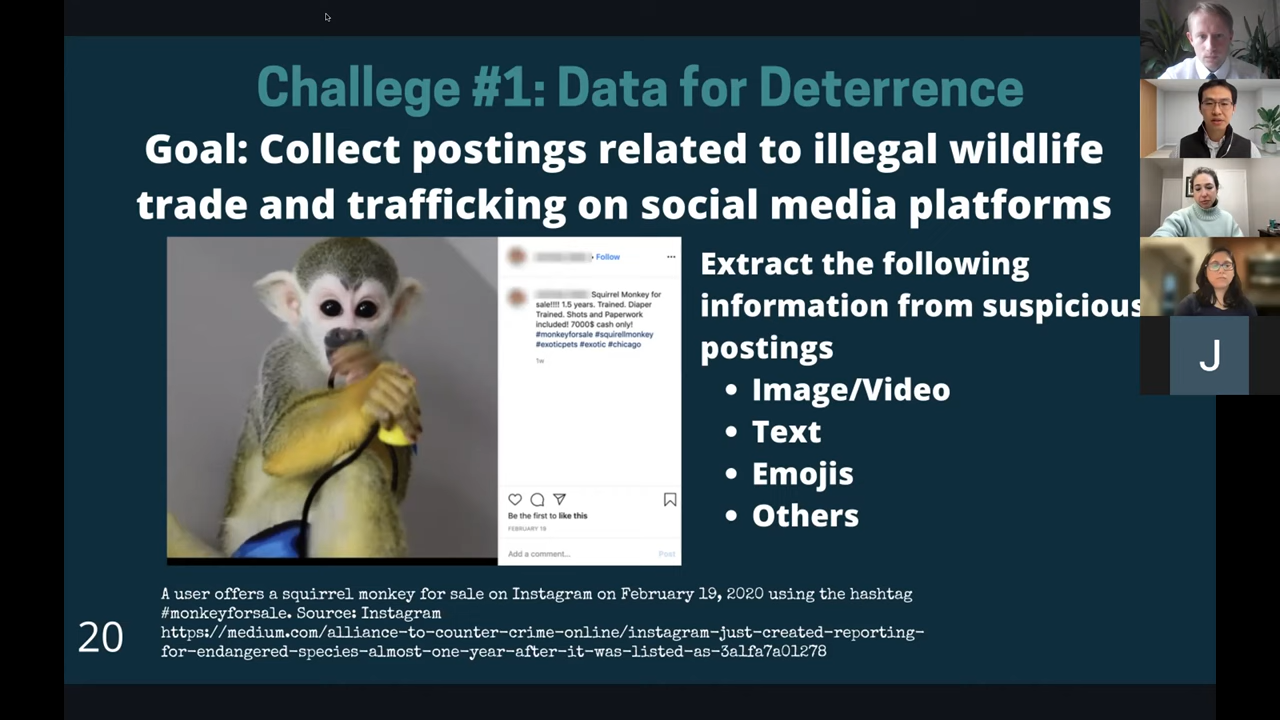 Challege #1: Data for Deterrence
Goal: Collect postings related to illegal wildlife
trade and trafficking on social media platforms
Follow
Squirrel Monkey for
sale!!!! 1.5 years. Trained. Diaper
Trained. Shots and Paperwork
included! 7000$ cash only!
#monkeyforsale #squirellmonkey
#exoticpets #exotic #chicago
1w
Be the first to like this
FEBRUARY 19
Add a comment...
Post
Extract the following
information from suspicious
postings
• Image/Video
• Text
• Emojis
• Others
A user offers a squirrel monkey for sale on Instagram on February 19, 2020 using the hashtag
#monkeyforsale. Source: Instagram
https://medium.com/alliance-to-counter-crime-online/instagram-just-created-reporting-
for-endangered-species-almost-one-year-after-it-was-listed-as-3a1fa7a01278
20
J